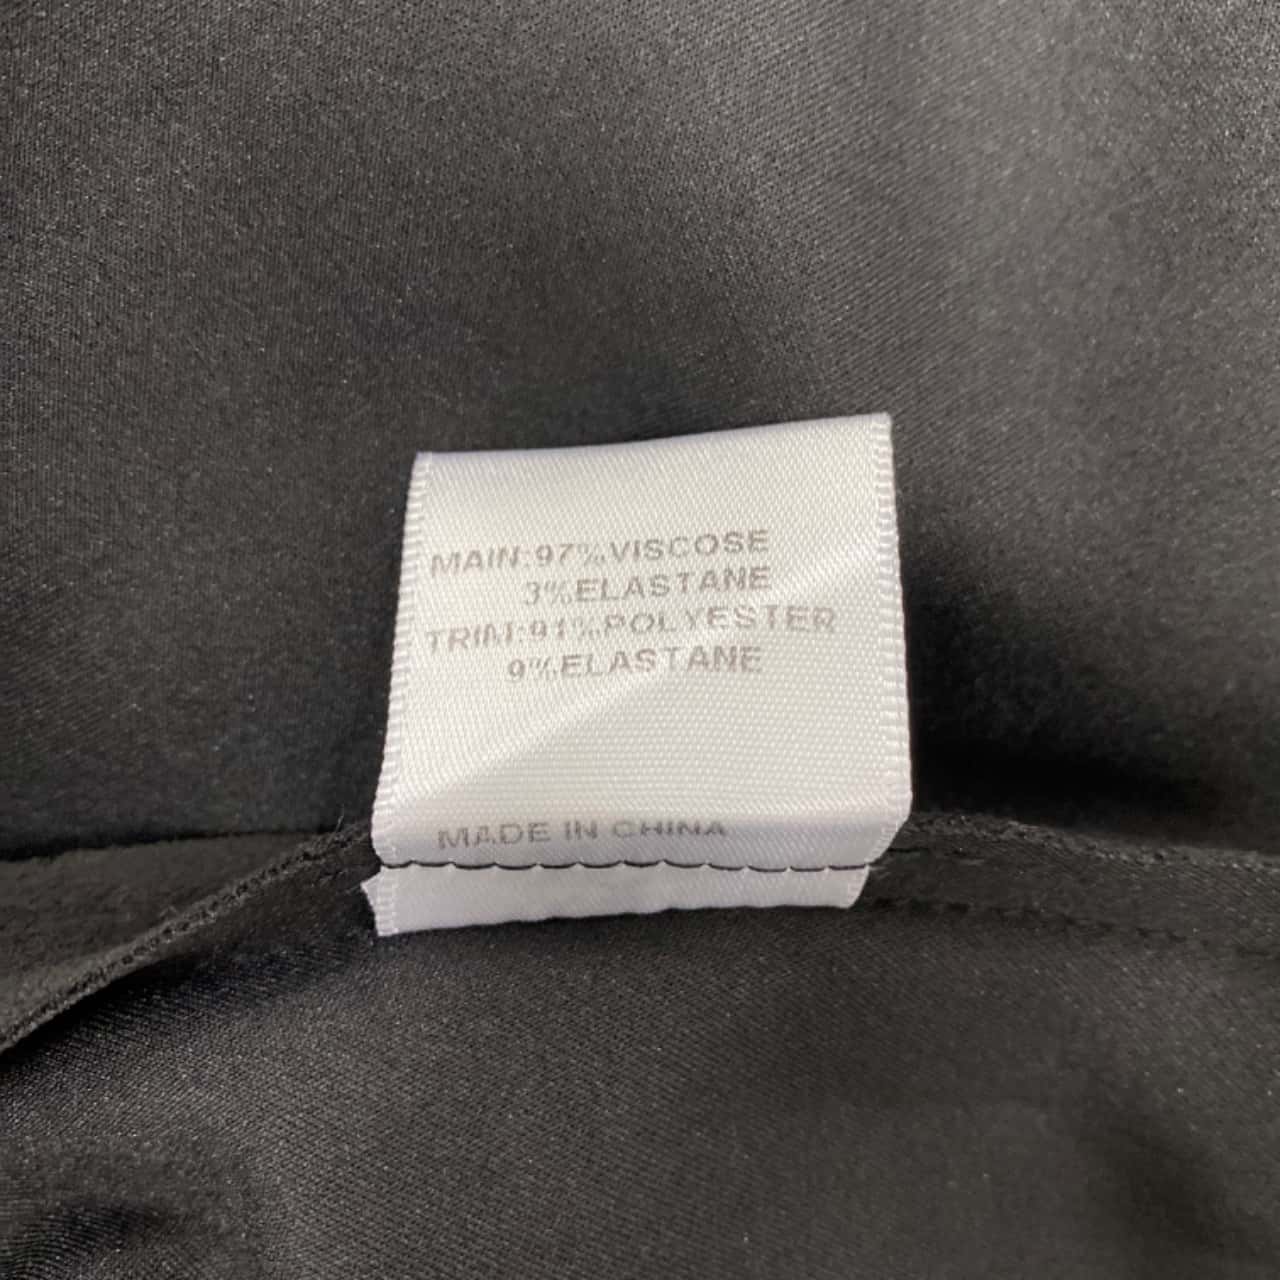 MAIN:97%VISCOSE
3%ELASTANE
TRIM:91%POLYESTER
9%ELASTANE
MADE IN CHINA